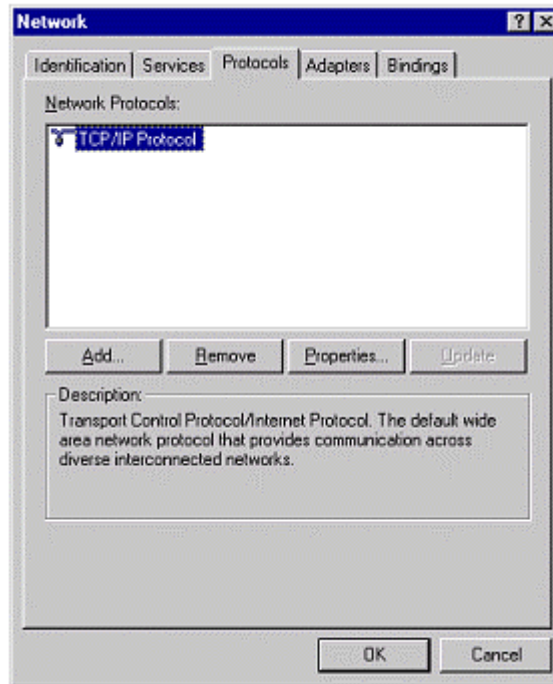 Network
Identification Services Protocols Adapters Bindings
Network Protocols:
TCP/IP Protocol
Add... Remove Properties... Update
Description:
Transport Control Protocol/Internet Protocol. The default wide
area network protocol that provides communication across
diverse interconnected networks.
OK Cancel